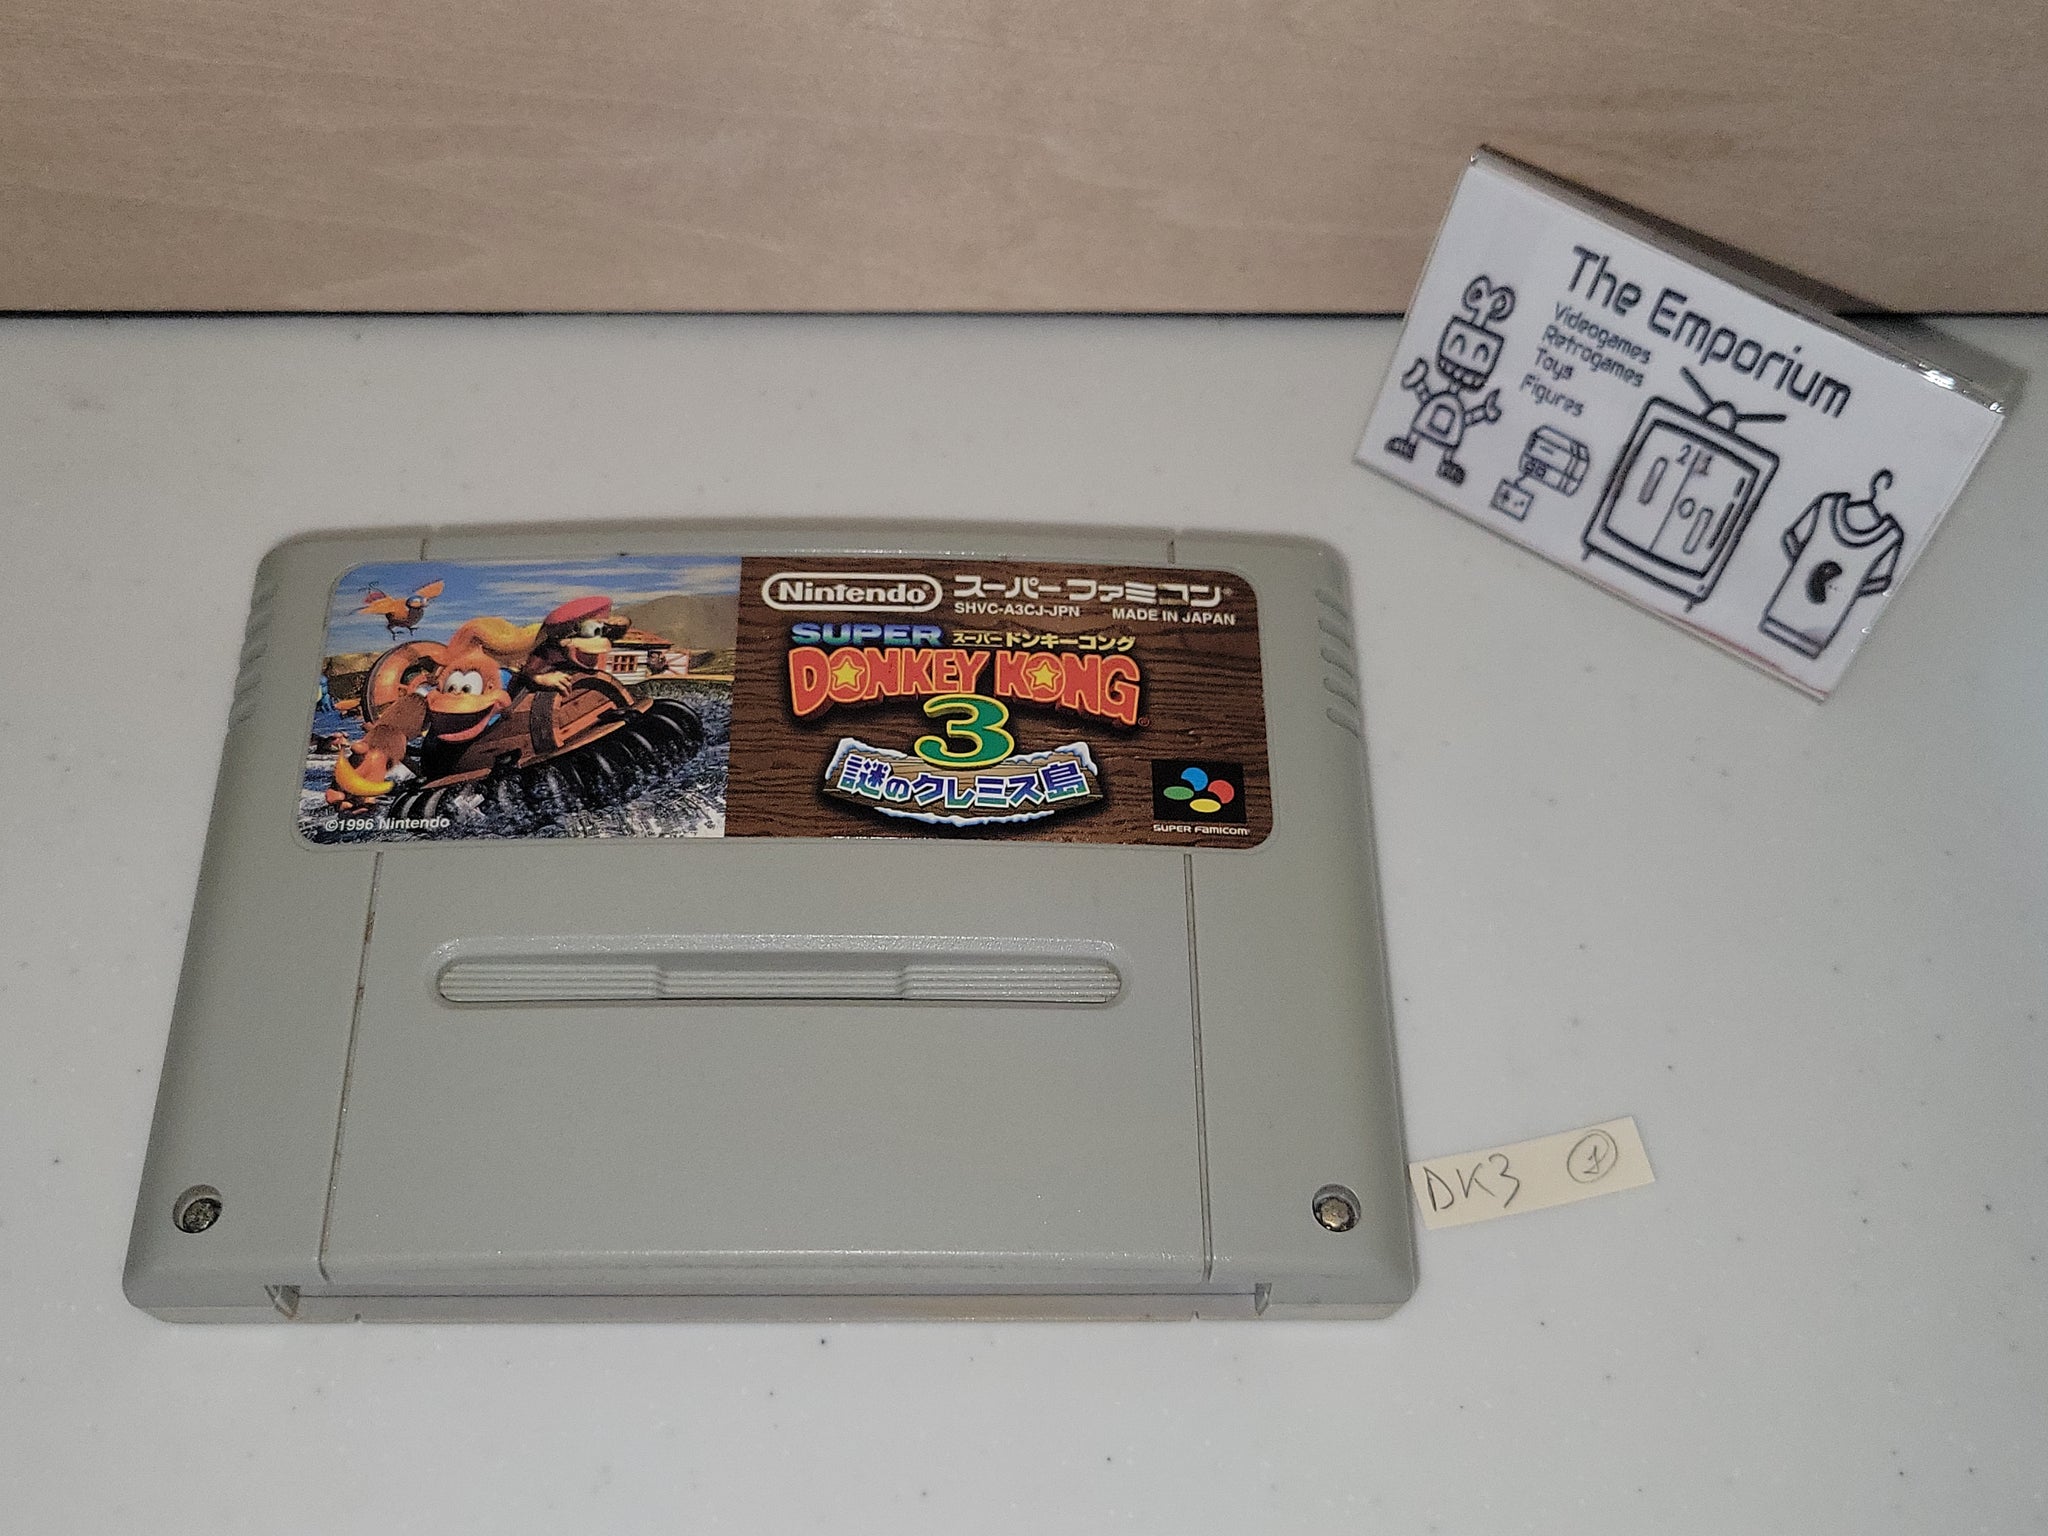 The Emporium
Videogames
Retrogames
Toys
Figures
21
D
Nintendo® スーパーファミコン®
SHVC-A3CJ-JPN MADE IN JAPAN
SUPER スーパードンキーコング
DONKEY KONG®
3
謎のクレミス島
©1996 Nintendo
SUPER FAMICOM
DK3 ①